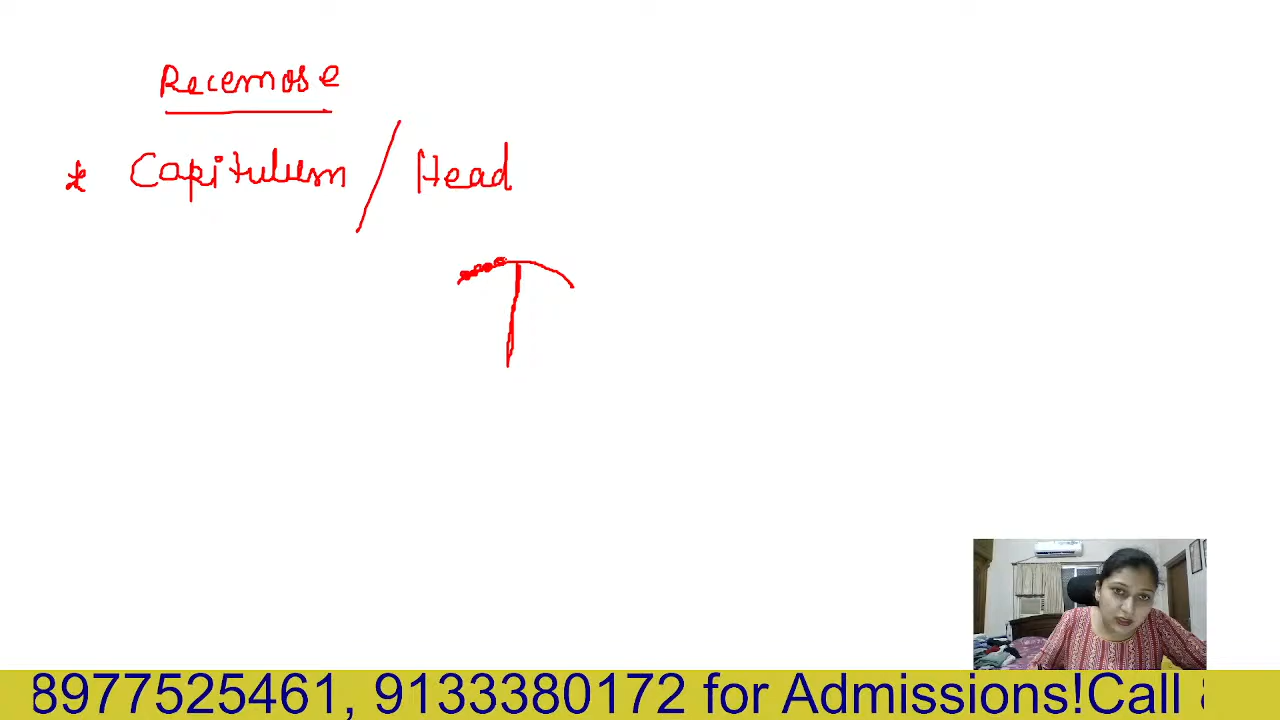 Recemose
* Capitulum / Head
8977525461, 9133380172 for Admissions!Call